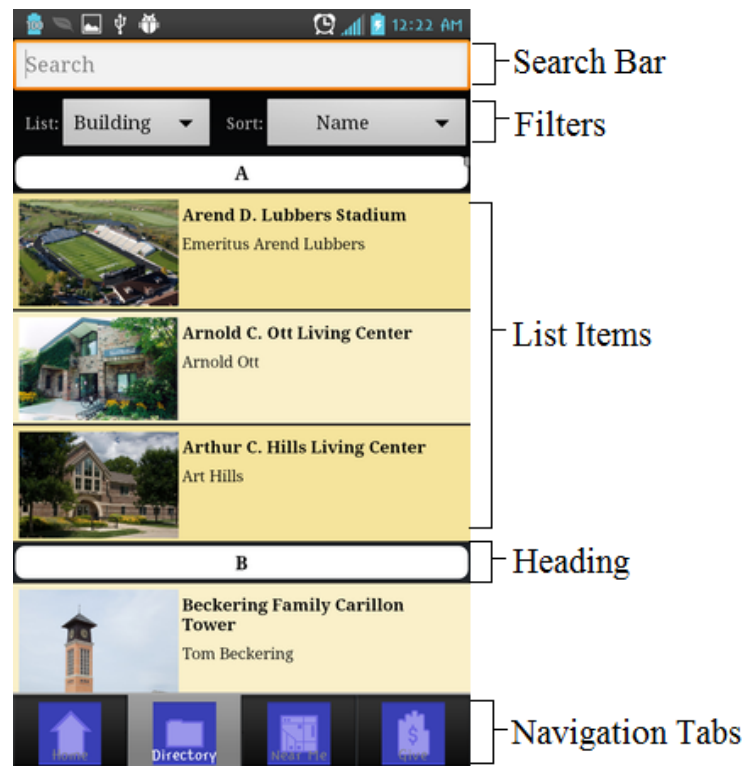 100
12:22 AM
Search
Search Bar
List: Building Sort: Name
Filters
A
Arend D. Lubbers Stadium
Emeritus Arend Lubbers
Arnold C. Ott Living Center
List Items
Arnold Ott
Arthur C. Hills Living Center
Art Hills
B
Heading
Beckering Family Carillon
Tower
Tom Beckering
Home Directory Near Me Give
Navigation Tabs